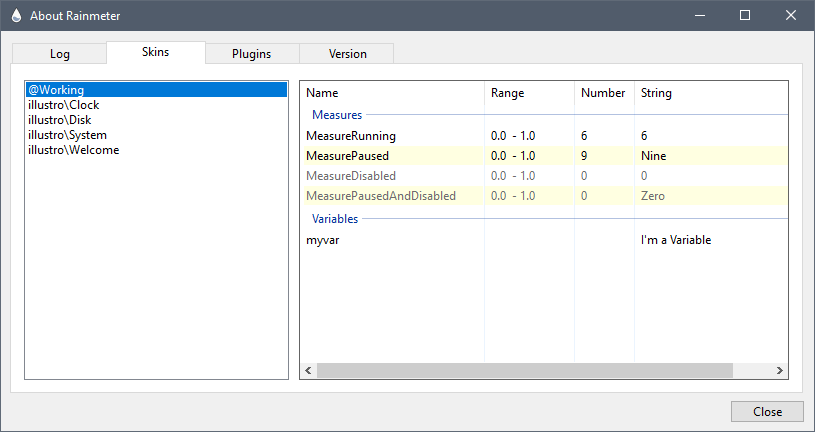 About Rainmeter
Log Skins Plugins Version
@Working
illustro\Clock
illustro\Disk
illustro\System
illustro\Welcome
Name Range Number String
Measures
MeasureRunning 0.0 - 1.0 6 6
MeasurePaused 0.0 - 1.0 9 Nine
MeasureDisabled 0.0 - 1.0 0 0
MeasurePausedAndDisabled 0.0 - 1.0 0 Zero
Variables
myvar I'm a Variable
Close